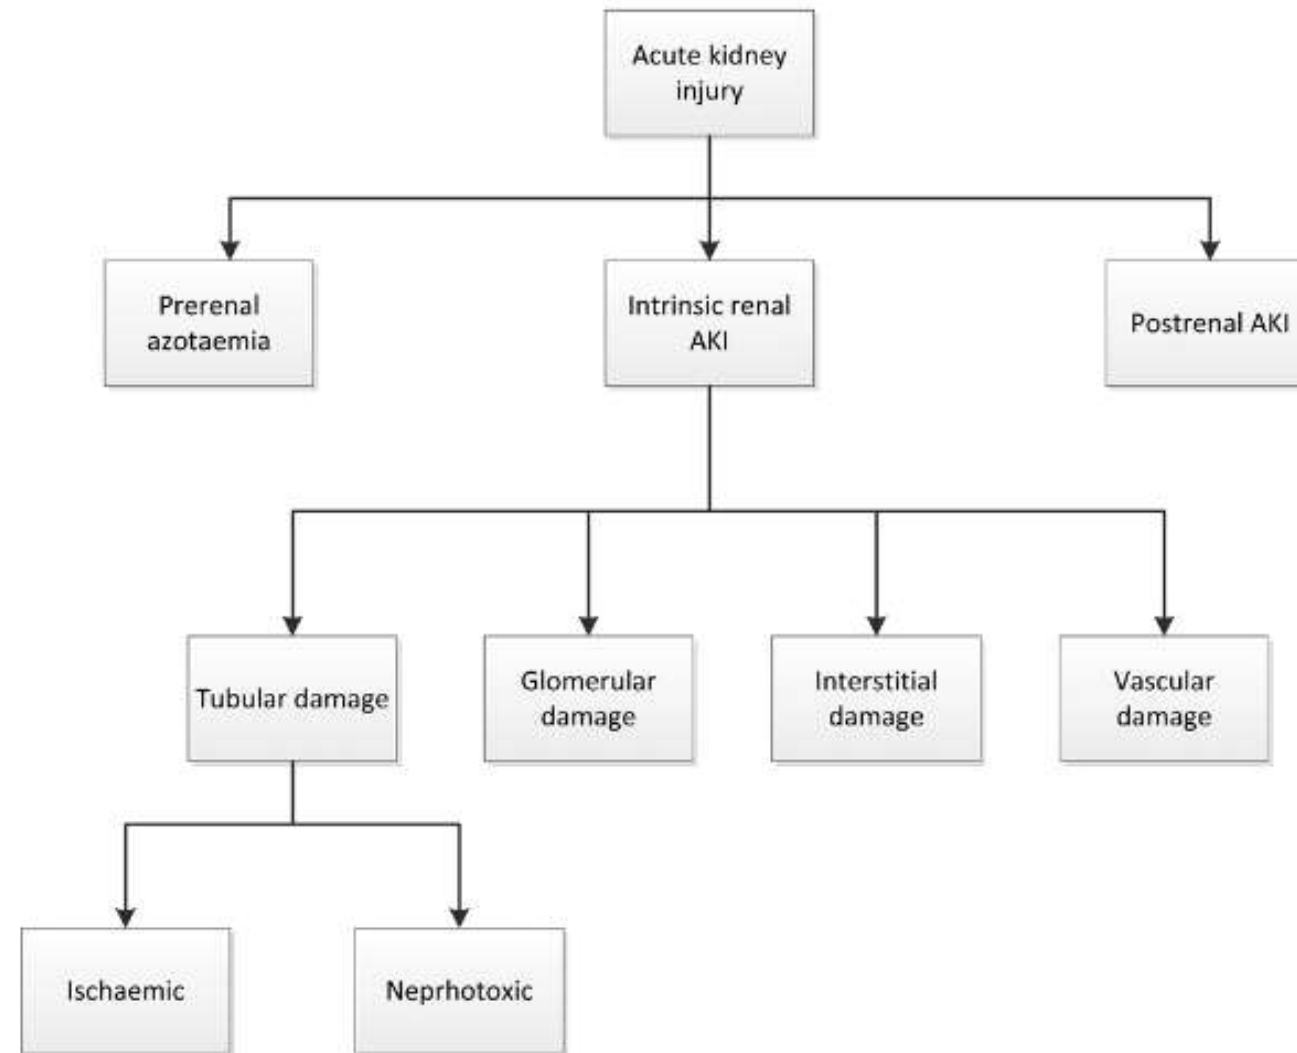 Acute kidney
injury
Prerenal
azotaemia
Intrinsic renal
AKI
Postrenal AKI
Tubular damage
Glomerular
damage
Interstitial
damage
Vascular
damage
Ischaemic
Neprhotoxic